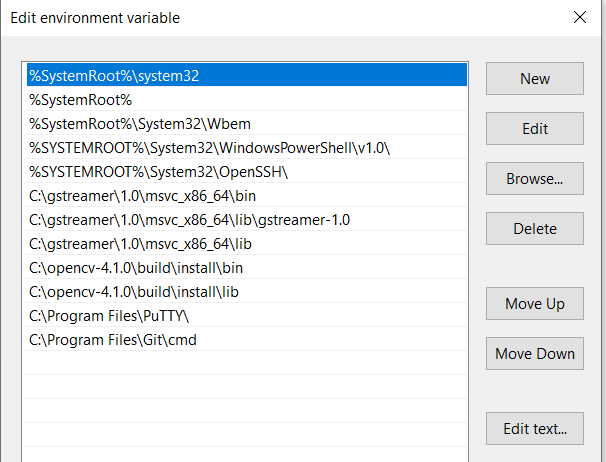 Edit environment variable
%SystemRoot%\system32
%SystemRoot%
%SystemRoot%\System32\Wbem
%SYSTEMROOT%\System32\WindowsPowerShell\v1.0\
%SYSTEMROOT%\System32\OpenSSH\
C:\gstreamer\1.0\msvc_x86_64\bin
C:\gstreamer\1.0\msvc_x86_64\lib\gstreamer-1.0
C:\gstreamer\1.0\msvc_x86_64\lib
C:\opencv-4.1.0\build\install\bin
C:\opencv-4.1.0\build\install\lib
C:\Program Files\PuTTY\
C:\Program Files\Git\cmd
New
Edit
Browse...
Delete
Move Up
Move Down
Edit text...